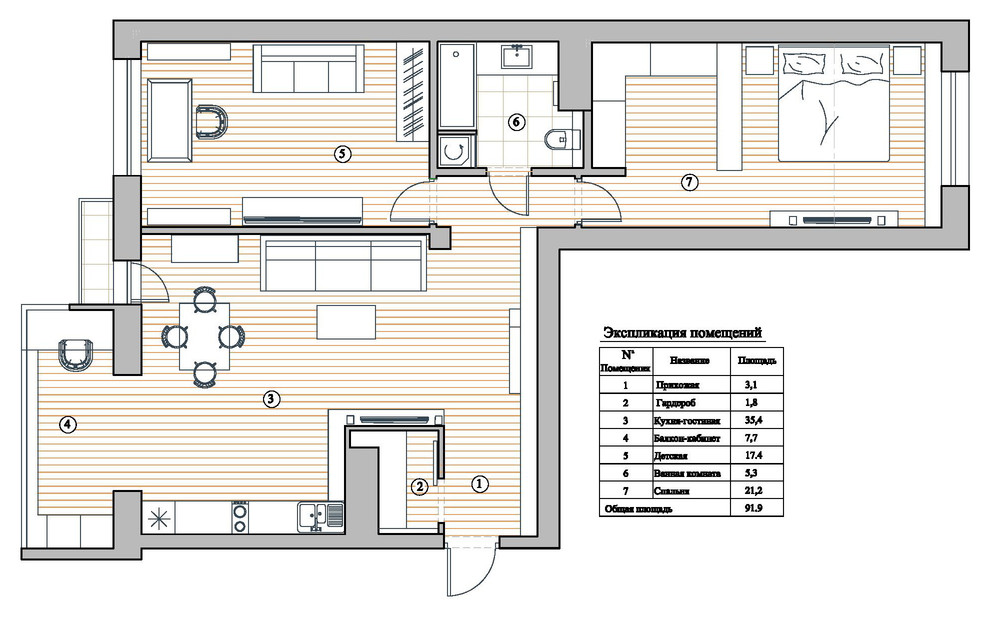 5
6
7
4
3
2
1
Экспликация помещений
N° Помещения Название Площадь
1 Прихожая 3,1
2 Гардероб 1,8
3 Кухня-гостиная 35,4
4 Балкон-кабинет 7,7
5 Детская 17.4
6 Ванная комната 5,3
7 Спальня 21,2
Общая площадь 91.9